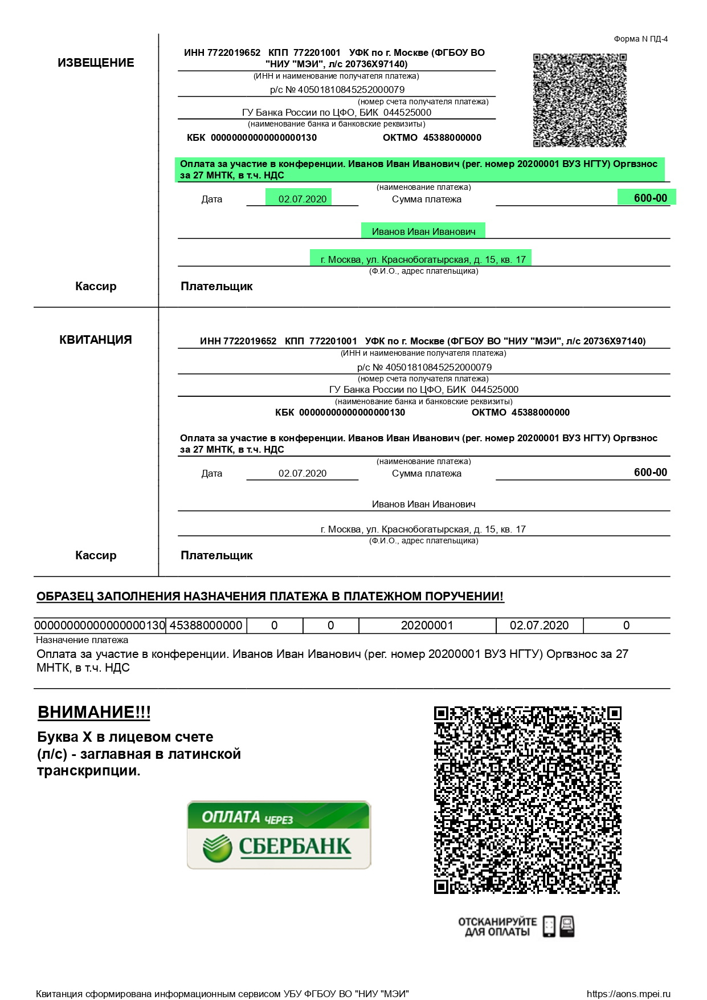 Форма N ПД-4
ИЗВЕЩЕНИЕ
ИНН 7722019652 КПП 772201001 УФК по г. Москве (ФГБОУ ВО
"НИУ "МЭИ", л/с 20736X97140)
(ИНН и наименование получателя платежа)
р/с № 40501810845252000079
(номер счета получателя платежа)
ГУ Банка России по ЦФО, БИК 044525000
(наименование банка и банковские реквизиты)
КБК 00000000000000000130 ОКТМО 45388000000
Оплата за участие в конференции. Иванов Иван Иванович (рег. номер 20200001 ВУЗ НГТУ) Оргвзнос
за 27 МНТК, в т.ч. НДС
(наименование платежа)
Дата 02.07.2020 Сумма платежа 600-00
Иванов Иван Иванович
г. Москва, ул. Краснобогатырская, д. 15, кв. 17
(Ф.И.О., адрес плательщика)
Кассир Плательщик
КВИТАНЦИЯ
ИНН 7722019652 КПП 772201001 УФК по г. Москве (ФГБОУ ВО "НИУ "МЭИ", л/с 20736X97140)
(ИНН и наименование получателя платежа)
р/с № 40501810845252000079
(номер счета получателя платежа)
ГУ Банка России по ЦФО, БИК 044525000
(наименование банка и банковские реквизиты)
КБК 00000000000000000130 ОКТМО 45388000000
Оплата за участие в конференции. Иванов Иван Иванович (рег. номер 20200001 ВУЗ НГТУ) Оргвзнос
за 27 МНТК, в т.ч. НДС
(наименование платежа)
Дата 02.07.2020 Сумма платежа 600-00
Иванов Иван Иванович
г. Москва, ул. Краснобогатырская, д. 15, кв. 17
(Ф.И.О., адрес плательщика)
Кассир Плательщик
ОБРАЗЕЦ ЗАПОЛНЕНИЯ НАЗНАЧЕНИЯ ПЛАТЕЖА В ПЛАТЕЖНОМ ПОРУЧЕНИИ!
00000000000000000130 45388000000 0 0 20200001 02.07.2020 0
Назначение платежа
Оплата за участие в конференции. Иванов Иван Иванович (рег. номер 20200001 ВУЗ НГТУ) Оргвзнос за 27
МНТК, в т.ч. НДС
ВНИМАНИЕ!!!
Буква X в лицевом счете
(л/с) - заглавная в латинской
транскрипции.
ОПЛАТА ЧЕРЕЗ
СБЕРБАНК
ОТСКАНИРУЙТЕ
ДЛЯ ОПЛАТЫ
Квитанция сформирована информационным сервисом УБУ ФГБОУ ВО "НИУ "МЭИ" https://aons.mpei.ru